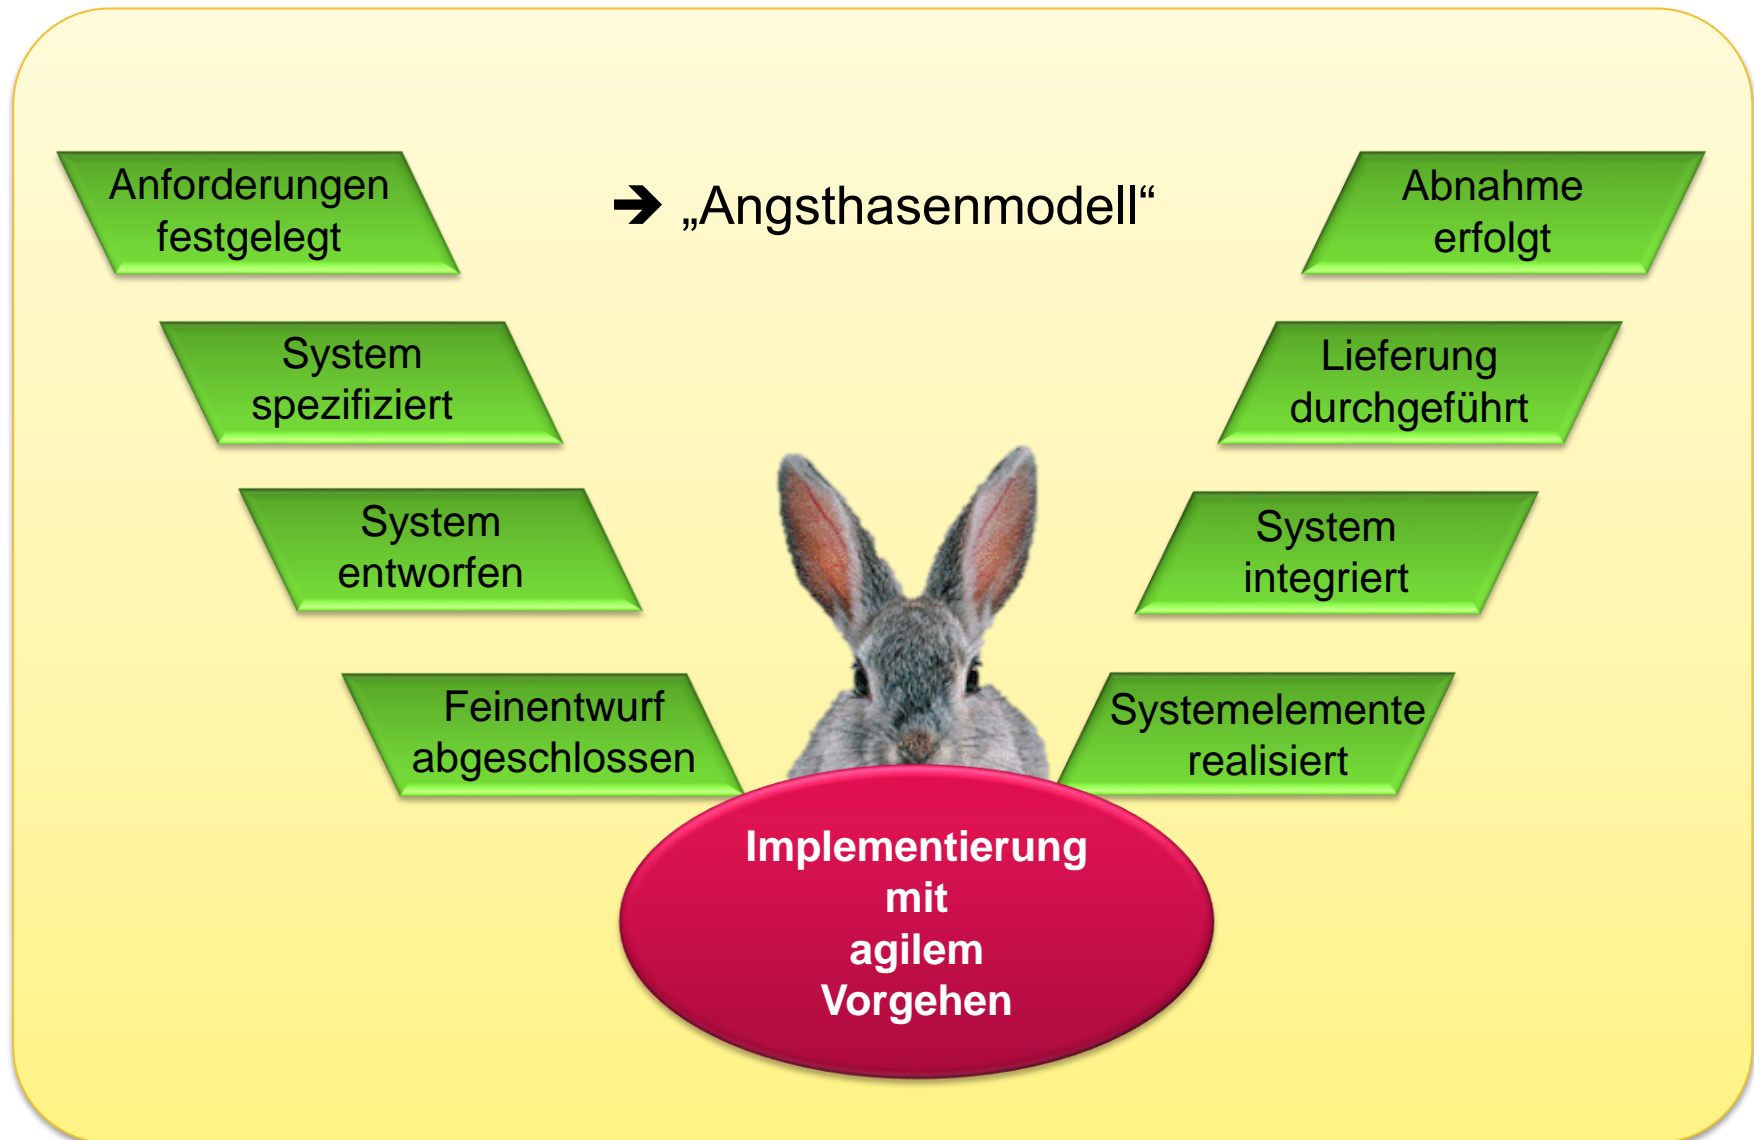 Anforderungen
festgelegt
➔ „Angsthasenmodell“
Abnahme
erfolgt
System
spezifiziert
Lieferung
durchgeführt
System
entworfen
System
integriert
Feinentwurf
abgeschlossen
Systemelemente
realisiert
Implementierung
mit
agilem
Vorgehen